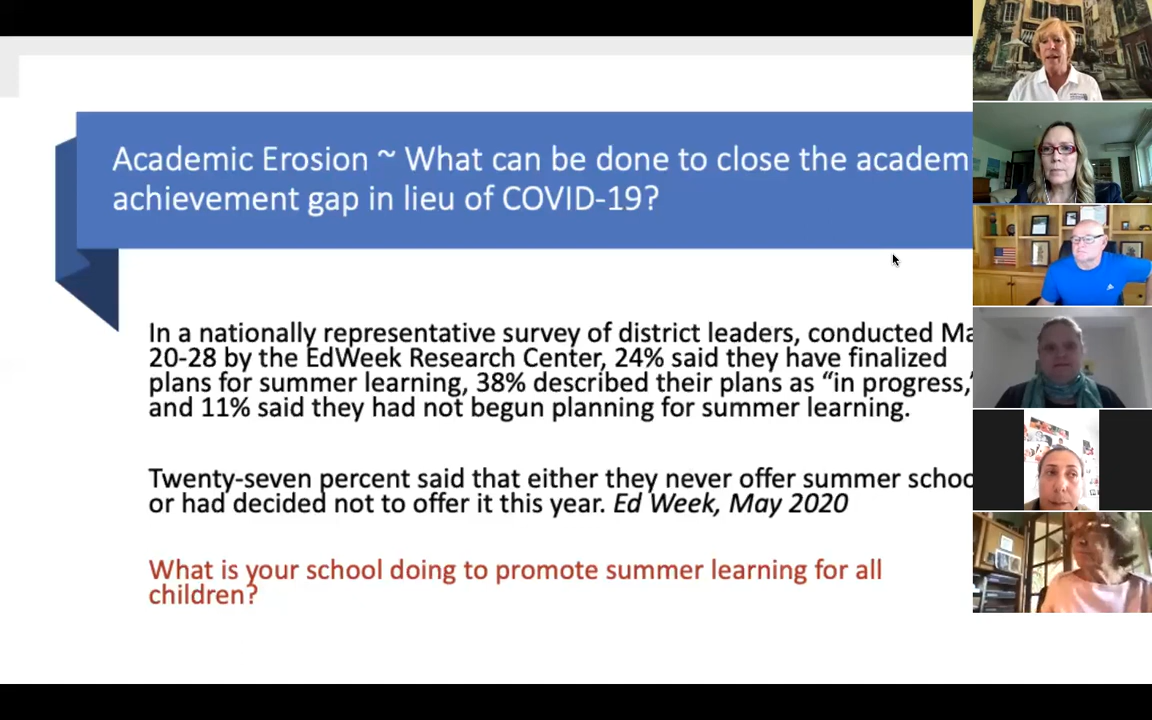 Academic Erosion ~ What can be done to close the academ
achievement gap in lieu of COVID-19?
In a nationally representative survey of district leaders, conducted Ma
20-28 by the EdWeek Research Center, 24% said they have finalized
plans for summer learning, 38% described their plans as “in progress,”
and 11% said they had not begun planning for summer learning.
Twenty-seven percent said that either they never offer summer schoo
or had decided not to offer it this year. Ed Week, May 2020
What is your school doing to promote summer learning for all
children?